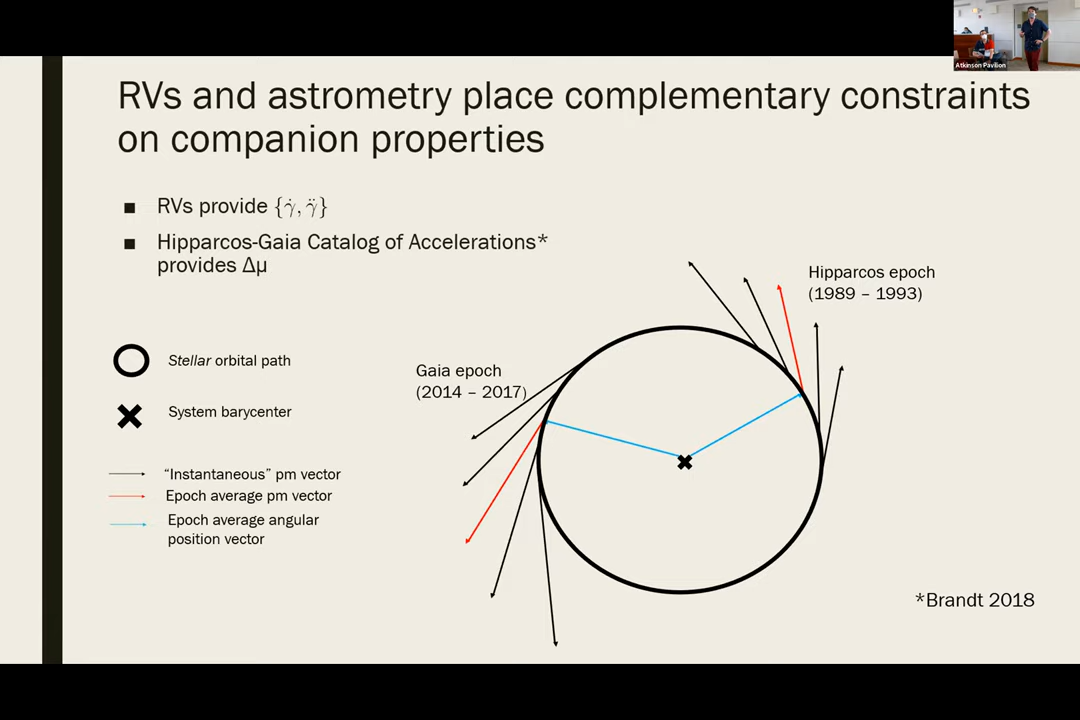 Atkinson Pavilion
RVs and astrometry place complementary constraints
on companion properties
RVs provide {γ̇, γ̈}
Hipparcos-Gaia Catalog of Accelerations*
provides Δμ
Hipparcos epoch
(1989 – 1993)
Gaia epoch
(2014 – 2017)
Stellar orbital path
System barycenter
“Instantaneous” pm vector
Epoch average pm vector
Epoch average angular
position vector
*Brandt 2018